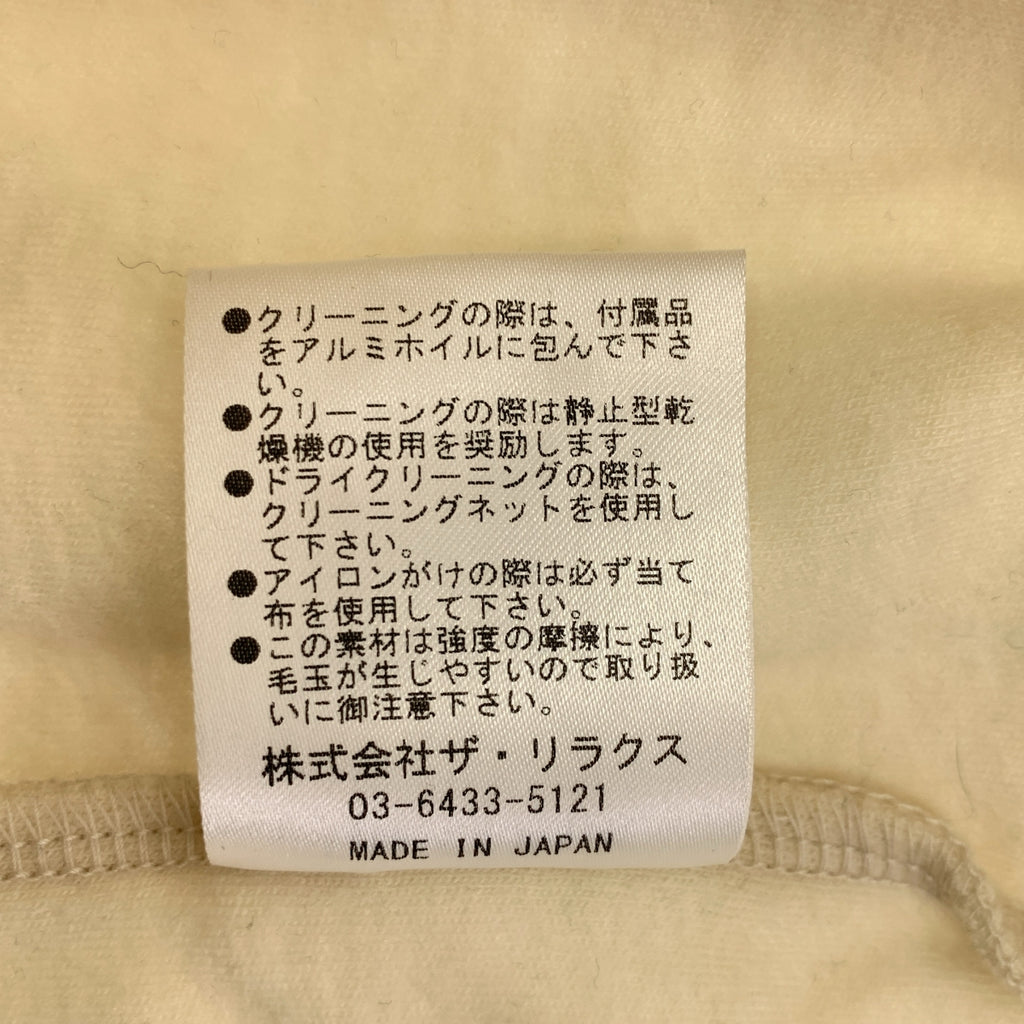 ●クリーニングの際は、付属品
をアルミホイルに包んで下さ
い。
●クリーニングの際は静止型乾
燥機の使用を奨励します。
●ドライクリーニングの際は、
クリーニングネットを使用し
て下さい。
●アイロンがけの際は必ず当て
布を使用して下さい。
●この素材は強度の摩擦により、
毛玉が生じやすいので取り扱
いに御注意下さい。
株式会社ザ・リラクス
03-6433-5121
MADE IN JAPAN